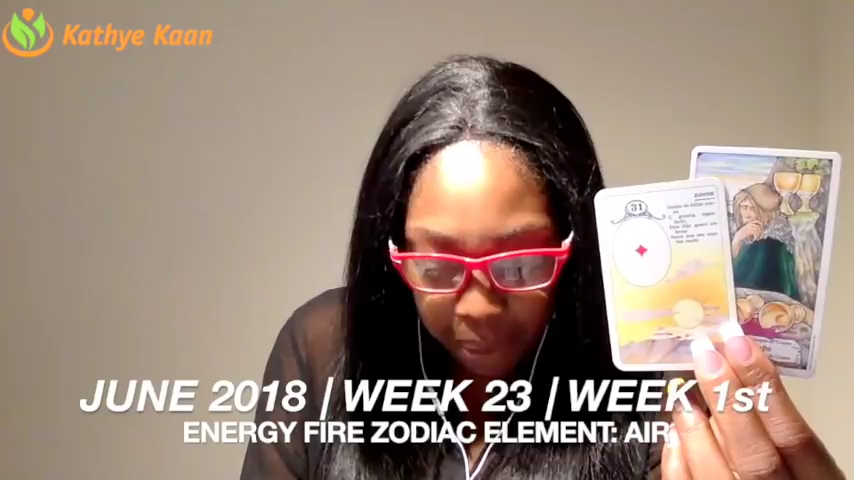 Kathye Kaan
31
JUNE 2018 | WEEK 23 | WEEK 1st
ENERGY FIRE ZODIAC ELEMENT: AIR